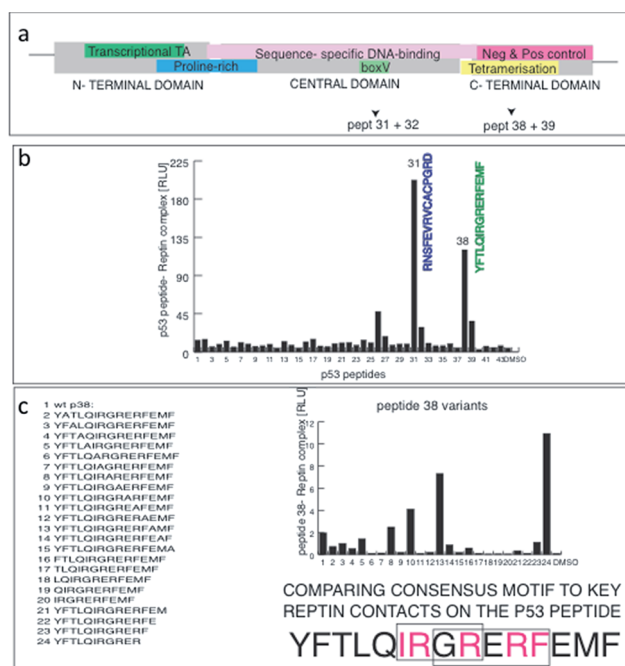 a
Transcriptional TA
Sequence- specific DNA-binding
Neg & Pos control
Proline-rich
boxV
Tetramerisation
N- TERMINAL DOMAIN
CENTRAL DOMAIN
C- TERMINAL DOMAIN
pept 31 + 32
pept 38 + 39
b
p53 peptide- Reptin complex [RLU]
225
180
135
90
45
0
31
RNSFEVRVCACPGRD
38
YFTLQIRGRERFEMF
1 3 5 7 9 11 13 15 17 19 21 23 25 27 29 31 33 35 37 39 41 43 DMSO
p53 peptides
c
1 wt p38:
2 YATLQIRGRERFEMF
3 YFALQIRGRERFEMF
4 YFTAQIRGRERFEMF
5 YFTLAIRGRERFEMF
6 YFTLQARGRERFEMF
7 YFTLQIAGRERFEMF
8 YFTLQIRARERFEMF
9 YFTLQIRGAERFEMF
10 YFTLQIRGRARFEMF
11 YFTLQIRGREAFEMF
12 YFTLQIRGRERAEMF
13 YFTLQIRGRERFAMF
14 YFTLQIRGRERFEAF
15 YFTLQIRGRERFEMA
16 FTLQIRGRERFEMF
17 TLQIRGRERFEMF
18 LQIRGRERFEMF
19 QIRGRERFEMF
20 IRGRERFEMF
21 YFTLQIRGRERFEM
22 YFTLQIRGRERFE
23 YFTLQIRGRERF
24 YFTLQIRGRER
peptide 38 variants
peptide 38- Reptin complex [RLU]
12
10
8
6
4
2
0
1 2 3 4 5 6 7 8 9 10 11 12 13 14 15 16 17 18 19 20 21 22 23 24 DMSO
COMPARING CONSENSUS MOTIF TO KEY
REPTIN CONTACTS ON THE P53 PEPTIDE
YFTLQIRGRERFEMF